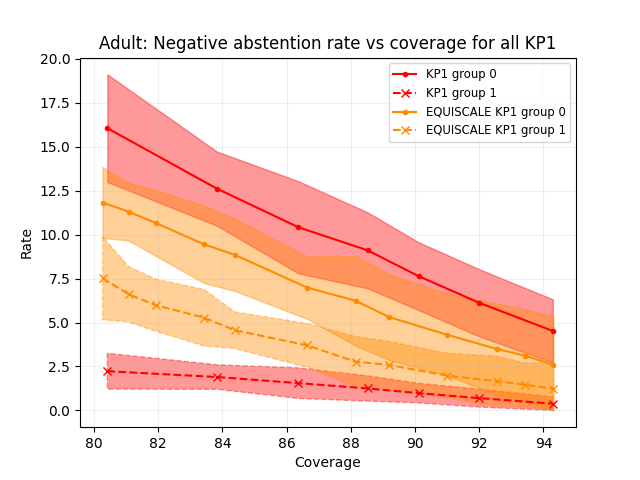 Adult: Negative abstention rate vs coverage for all KP1
20.0
17.5
15.0
12.5
10.0
7.5
5.0
2.5
0.0
Rate
KP1 group 0
KP1 group 1
EQUISCALE KP1 group 0
EQUISCALE KP1 group 1
80 82 84 86 88 90 92 94
Coverage